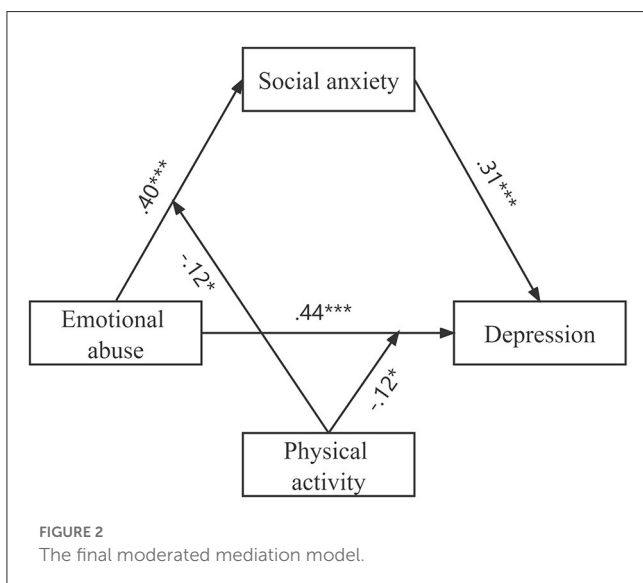 Social anxiety
.40***
.31***
-.12*
Emotional
abuse
.44***
Depression
-.12*
Physical
activity
FIGURE 2
The final moderated mediation model.